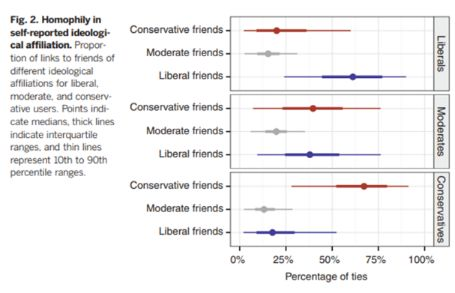 Fig. 2. Homophily in
self-reported ideologi-
cal affiliation. Propor-
tion of links to friends of
different ideological
affiliations for liberal,
moderate, and conserv-
ative users. Points indi-
cate medians, thick lines
indicate interquartile
ranges, and thin lines
represent 10th to 90th
percentile ranges.
Conservative friends
Moderate friends
Liberal friends
Liberals
Conservative friends
Moderate friends
Liberal friends
Moderates
Conservative friends
Moderate friends
Liberal friends
Conservatives
0% 25% 50% 75% 100%
Percentage of ties